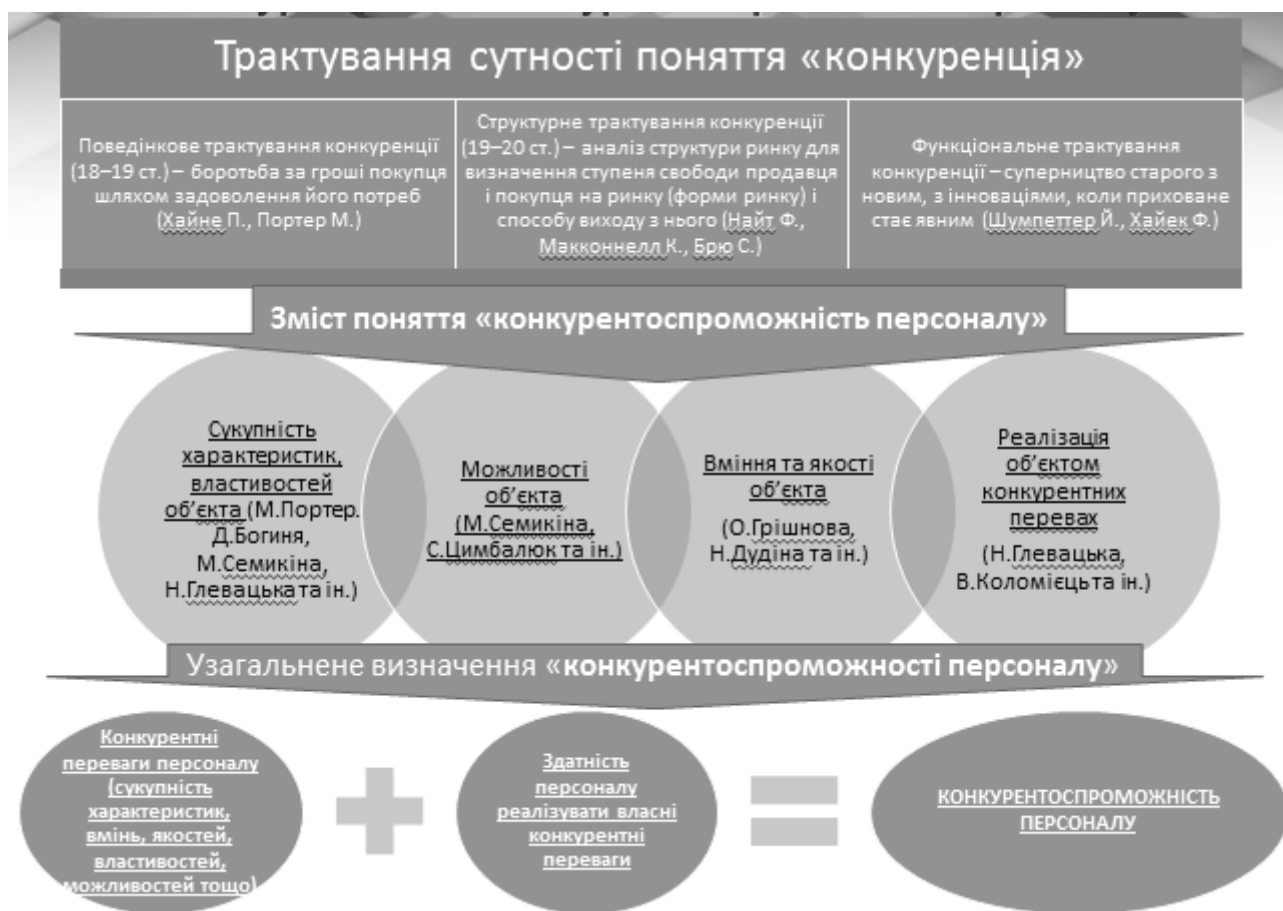 Трактування сутності поняття «конкуренція»
Поведінкове трактування конкуренції
(18–19 ст.) – боротьба за гроші покупця
шляхом задоволення його потреб
(Хайне П., Портер М.)
Структурне трактування конкуренції
(19–20 ст.) – аналіз структури ринку для
визначення ступеня свободи продавця
і покупця на ринку (форми ринку) і
способу виходу з нього (Найт Ф.,
Макконнелл К., Брю С.)
Функціональне трактування
конкуренції – суперництво старого з
новим, з інноваціями, коли приховане
стає явним (Шумпеттер Й., Хайек Ф.)
Зміст поняття «конкурентоспроможність персоналу»
Сукупність
характеристик,
властивостей
об’єкта (М.Портер.
Д.Богиня,
М.Семикіна,
Н.Глевацька та ін.)
Можливості
об’єкта
(М.Семикіна,
С.Цимбалюк та ін.)
Вміння та якості
об’єкта
(О.Грішнова,
Н.Дудіна та ін.)
Реалізація
об’єктом
конкурентних
перевах
(Н.Глевацька,
В.Коломієць та ін.)
Узагальнене визначення «конкурентоспроможності персоналу»
Конкурентні
переваги персоналу
(сукупність
характеристик,
вмінь, якостей,
властивостей,
можливостей тощо)
+
Здатність
персоналу
реалізувати власні
конкурентні
переваги
=
КОНКУРЕНТОСПРОМОЖНІСТЬ
ПЕРСОНАЛУ